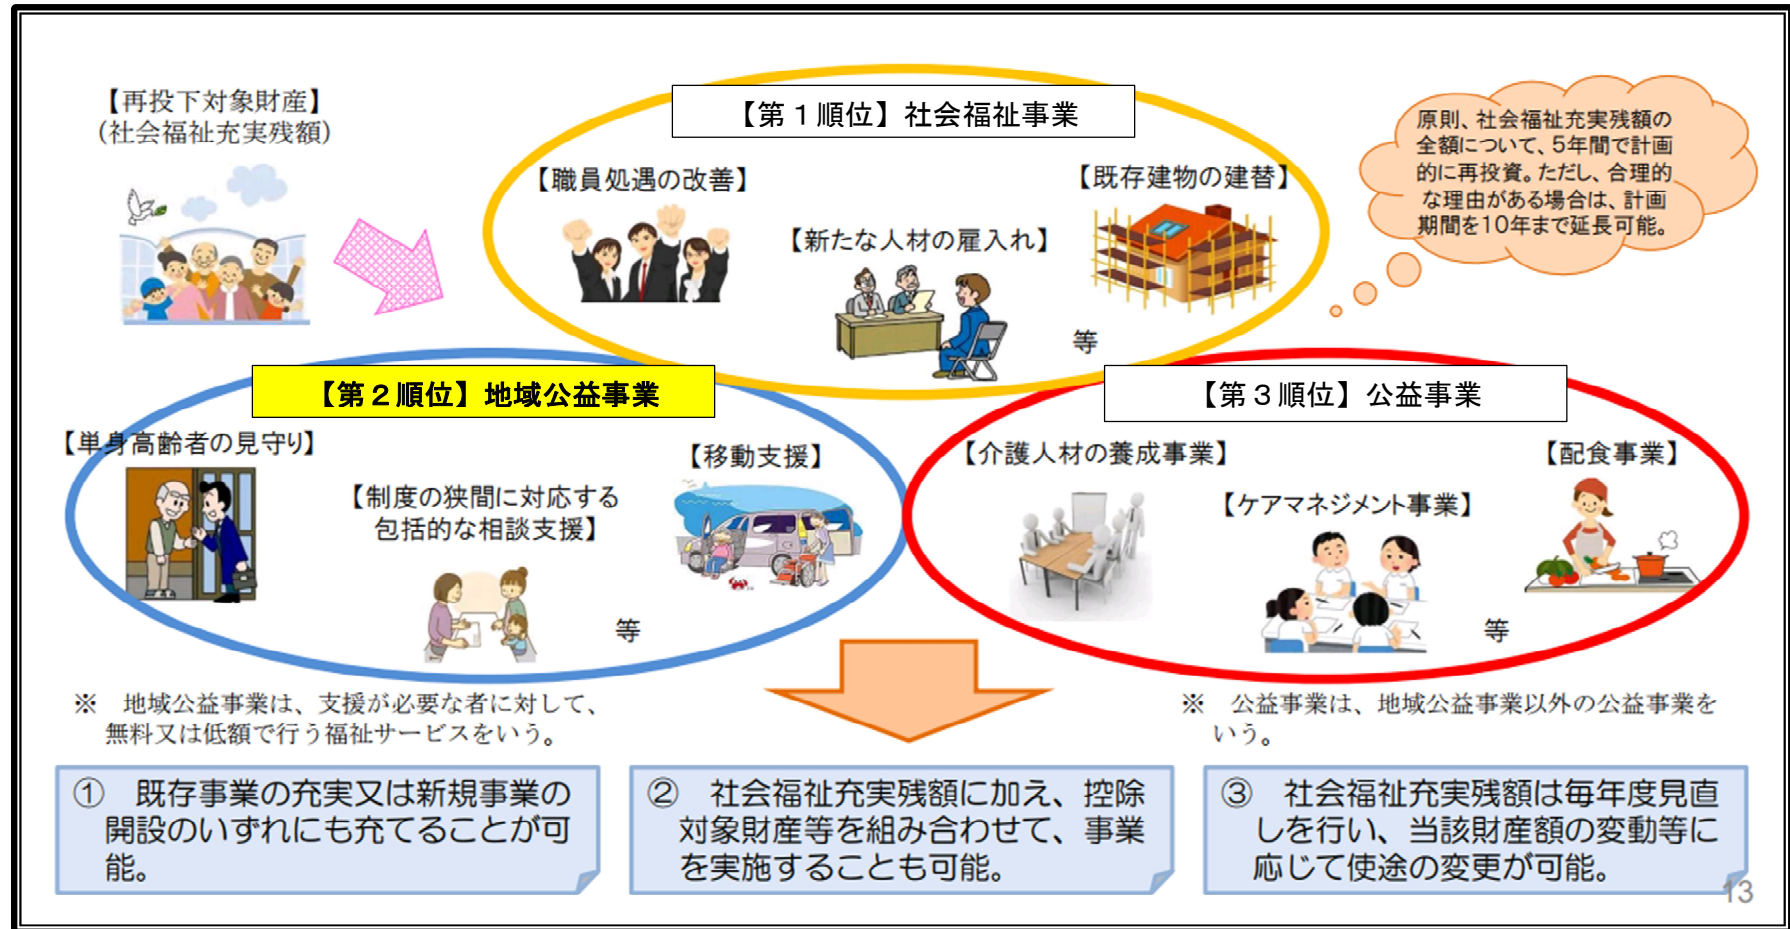 【再投下対象財産】
(社会福祉充実残額)
【第１順位】社会福祉事業
【職員処遇の改善】
【新たな人材の雇入れ】
【既存建物の建替】
等
原則、社会福祉充実残額の
全額について、5年間で計画
的に再投資。ただし、合理的
な理由がある場合は、計画
期間を10年まで延長可能。
【第２順位】地域公益事業
【単身高齢者の見守り】
【制度の狭間に対応する
包括的な相談支援】
【移動支援】
等
【第３順位】公益事業
【介護人材の養成事業】
【ケアマネジメント事業】
【配食事業】
等
※　地域公益事業は、支援が必要な者に対して、
無料又は低額で行う福祉サービスをいう。
※　公益事業は、地域公益事業以外の公益事業を
いう。
①　既存事業の充実又は新規事業の
開設のいずれにも充てることが可
能。
②　社会福祉充実残額に加え、控除
対象財産等を組み合わせて、事業
を実施することも可能。
③　社会福祉充実残額は毎年度見直
しを行い、当該財産額の変動等に
応じて使途の変更が可能。
13